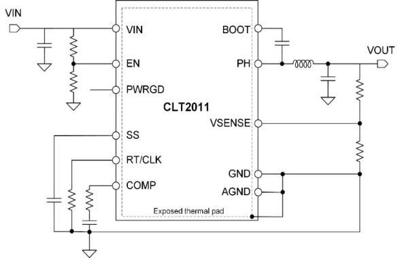 VIN
VIN
BOOT
EN
PH
VOUT
PWRGD
CLT2011
VSENSE
SS
RT/CLK
GND
COMP
AGND
Exposed thermal pad